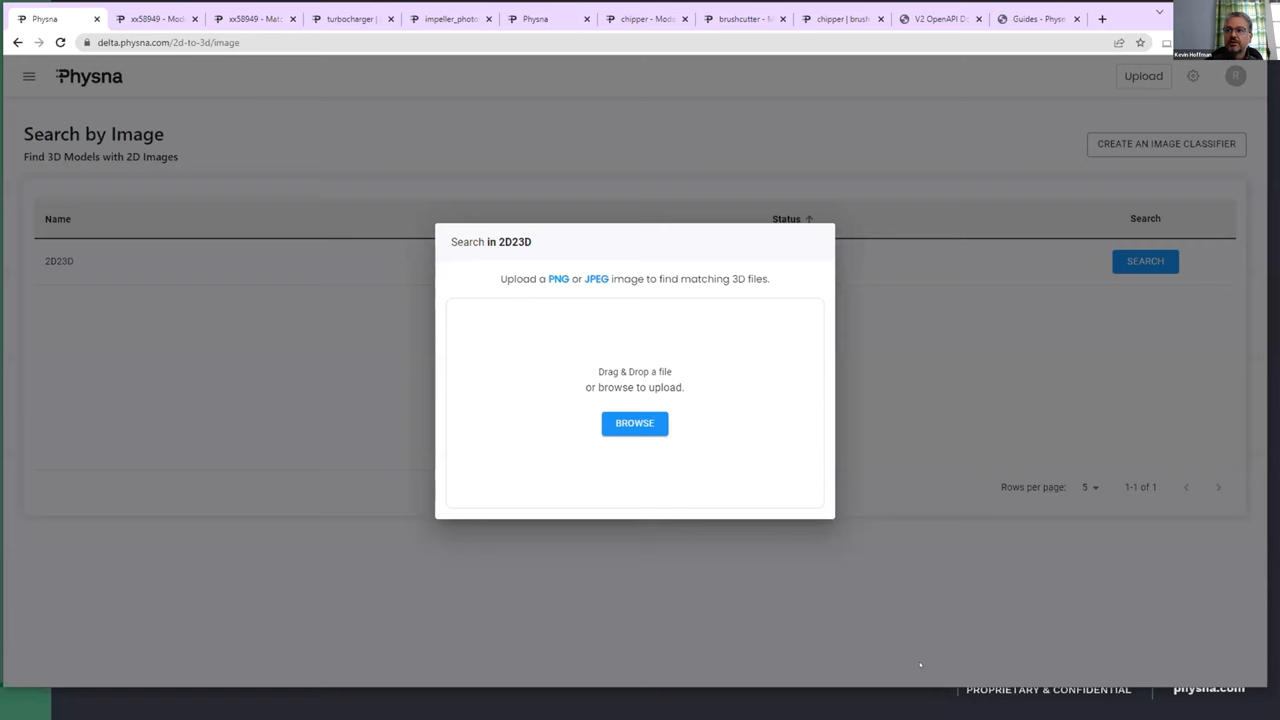 Physna
xx58949 - Mod
xx58949 - Mat
turbocharger |
impeller_photo
Physna
chipper - Mod
brushcutter -
chipper | brush
V2 OpenAPI D
Guides - Physn
delta.physna.com/2d-to-3d/image
Kevin Hoffman
Physna
Upload
R
Search by Image
Find 3D Models with 2D Images
CREATE AN IMAGE CLASSIFIER
Name
Status
Search
2D23D
SEARCH
Search in 2D23D
Upload a PNG or JPEG image to find matching 3D files.
Drag & Drop a file
or browse to upload.
BROWSE
Rows per page:
5
1-1 of 1
PROPRIETARY & CONFIDENTIAL
physna.com